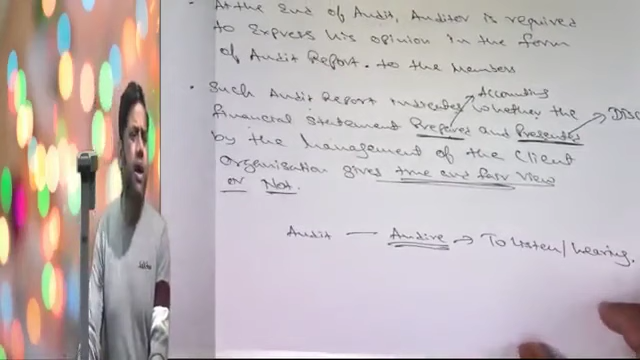 • At the End of Audit, Auditor is required
to Express his opinion in the form
of Audit Report. to the Members
Accounting
• Such Audit Report indicates whether the
financial statement Prepared and Presented → DISC
by the Management of the Client
Organisation gives true and fair View
or Not.
Audit — Audire → To Listen/hearing.